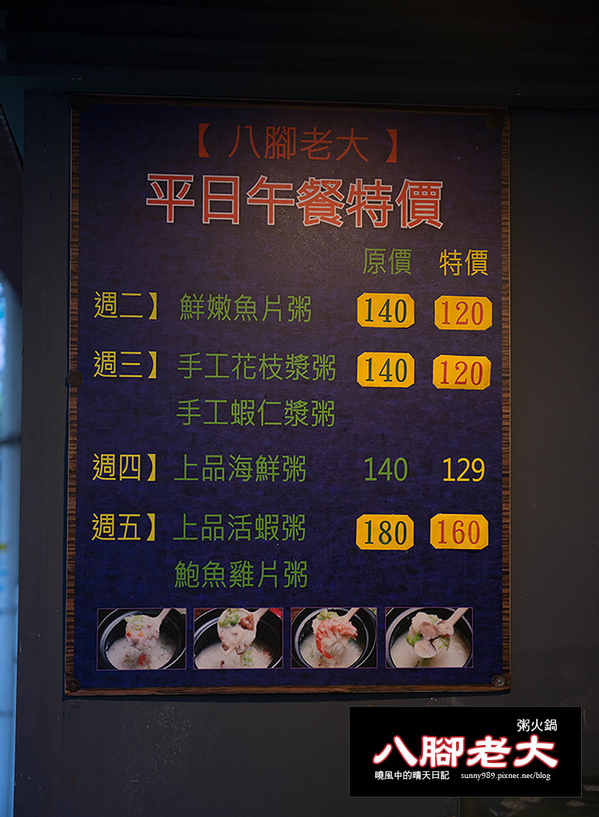 【 八腳老大 】
平日午餐特價
原價 特價
週二】 鮮嫩魚片粥 140 120
週三】 手工花枝漿粥 140 120
手工蝦仁漿粥
週四】 上品海鮮粥 140 129
週五】 上品活蝦粥 180 160
鮑魚雞片粥
粥火鍋
八腳老大
曉風中的晴天日記 sunny989.pixnet.net/blog